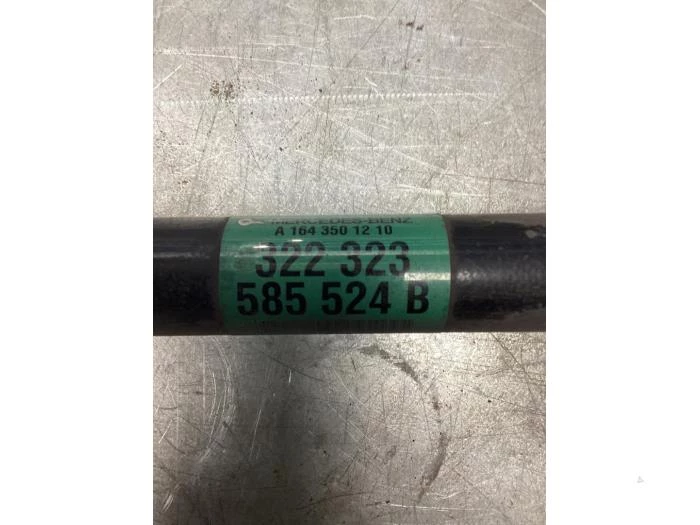 MERCEDES-BENZ
A 164 350 12 10
322 323
585 524 B